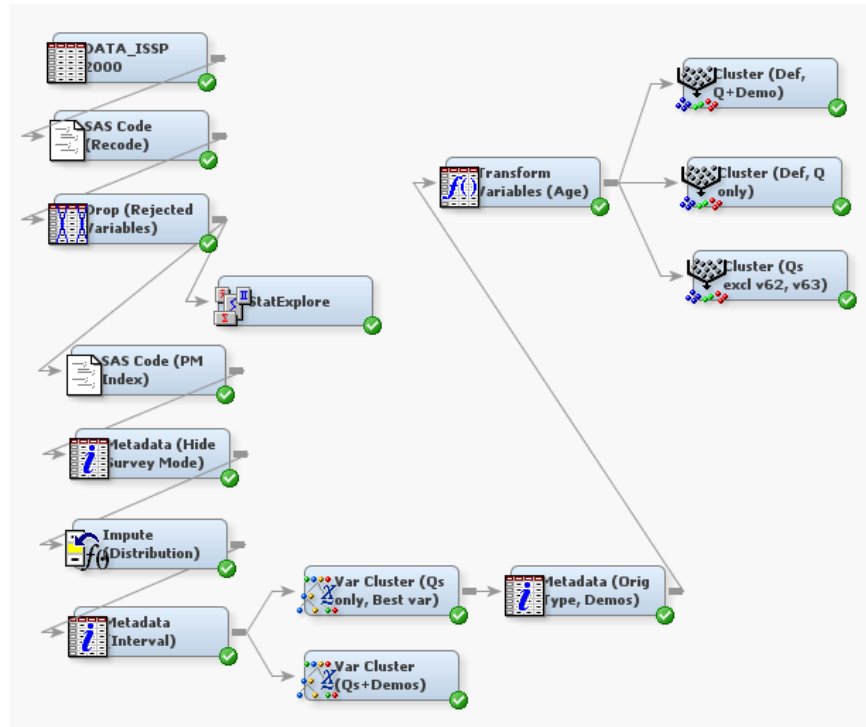 DATA_ISSP
2000
SAS Code
(Recode)
Drop (Rejected
Variables)
StatExplore
SAS Code (PM
Index)
Metadata (Hide
Survey Mode)
Impute
(Distribution)
Metadata
(Interval)
Var Cluster (Qs
only, Best var)
Var Cluster
(Qs+Demos)
Metadata (Orig
Type, Demos)
Transform
Variables (Age)
Cluster (Def,
Q+Demo)
Cluster (Def, Q
only)
Cluster (Qs
excl v62, v63)